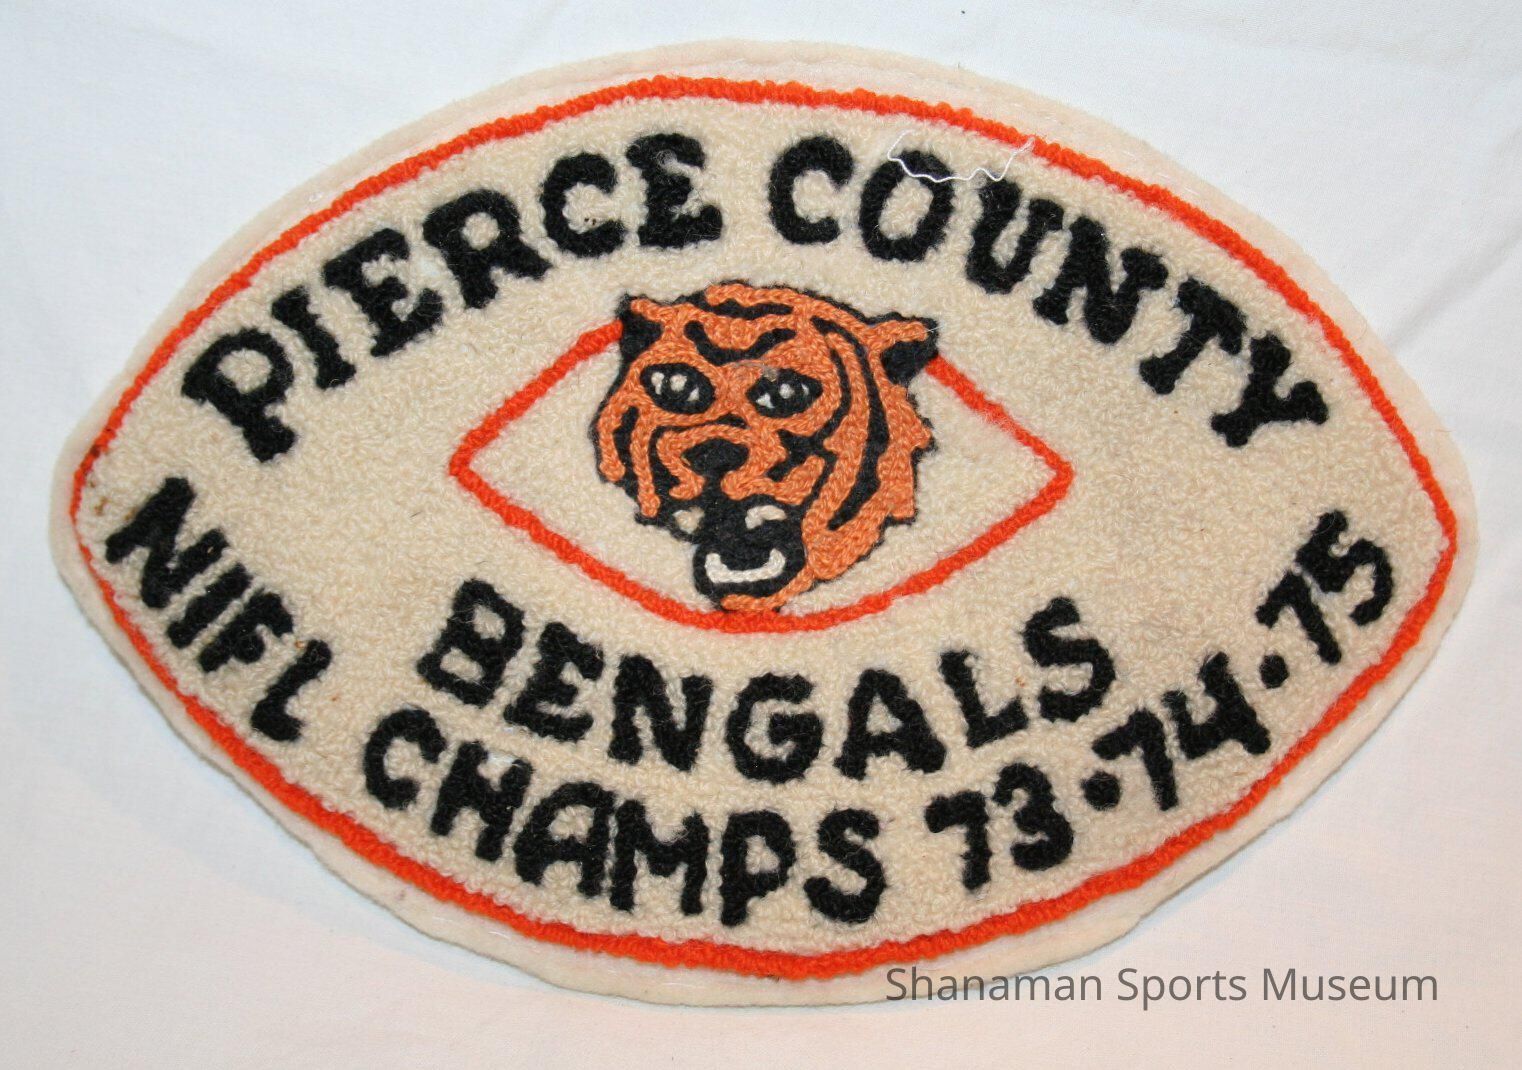 PIERCE COUNTY
BENGALS
NIFL CHAMPS 73·74·75
Shanaman Sports Museum